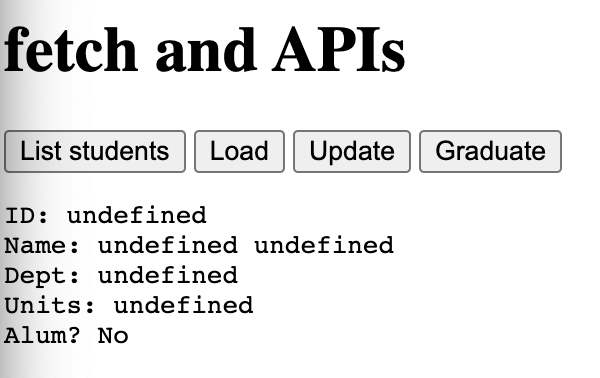 fetch and APIs
List students Load Update Graduate
ID: undefined
Name: undefined undefined
Dept: undefined
Units: undefined
Alum? No